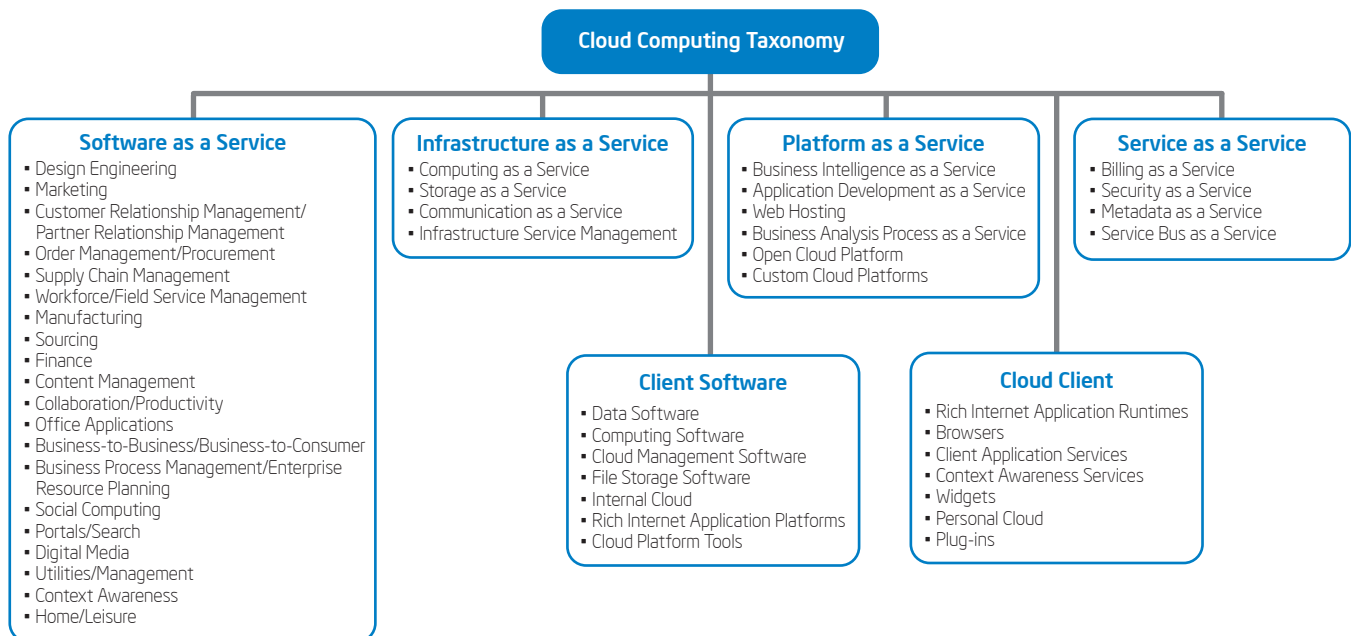 Cloud Computing Taxonomy
Software as a Service
▪ Design Engineering
▪ Marketing
▪ Customer Relationship Management/
Partner Relationship Management
▪ Order Management/Procurement
▪ Supply Chain Management
▪ Workforce/Field Service Management
▪ Manufacturing
▪ Sourcing
▪ Finance
▪ Content Management
▪ Collaboration/Productivity
▪ Office Applications
▪ Business-to-Business/Business-to-Consumer
▪ Business Process Management/Enterprise
Resource Planning
▪ Social Computing
▪ Portals/Search
▪ Digital Media
▪ Utilities/Management
▪ Context Awareness
▪ Home/Leisure
Infrastructure as a Service
▪ Computing as a Service
▪ Storage as a Service
▪ Communication as a Service
▪ Infrastructure Service Management
Platform as a Service
▪ Business Intelligence as a Service
▪ Application Development as a Service
▪ Web Hosting
▪ Business Analysis Process as a Service
▪ Open Cloud Platform
▪ Custom Cloud Platforms
Service as a Service
▪ Billing as a Service
▪ Security as a Service
▪ Metadata as a Service
▪ Service Bus as a Service
Client Software
▪ Data Software
▪ Computing Software
▪ Cloud Management Software
▪ File Storage Software
▪ Internal Cloud
▪ Rich Internet Application Platforms
▪ Cloud Platform Tools
Cloud Client
▪ Rich Internet Application Runtimes
▪ Browsers
▪ Client Application Services
▪ Context Awareness Services
▪ Widgets
▪ Personal Cloud
▪ Plug-ins